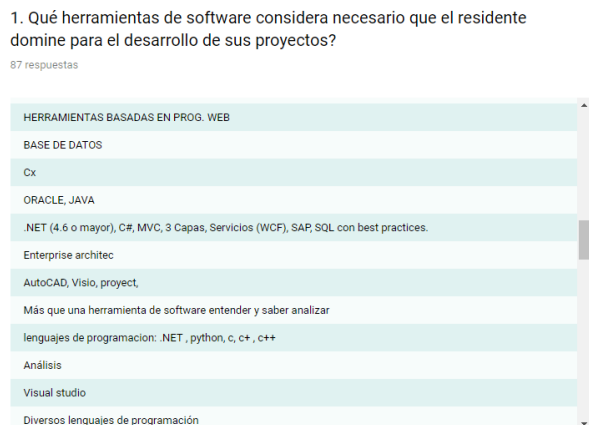 1. Qué herramientas de software considera necesario que el residente
domine para el desarrollo de sus proyectos?
87 respuestas
HERRAMIENTAS BASADAS EN PROG. WEB
BASE DE DATOS
Cx
ORACLE, JAVA
.NET (4.6 o mayor), C#, MVC, 3 Capas, Servicios (WCF), SAP, SQL con best practices.
Enterprise architec
AutoCAD, Visio, proyect,
Más que una herramienta de software entender y saber analizar
lenguajes de programacion: .NET , python, c, c+ , c++
Análisis
Visual studio
Diversos lenguajes de programación